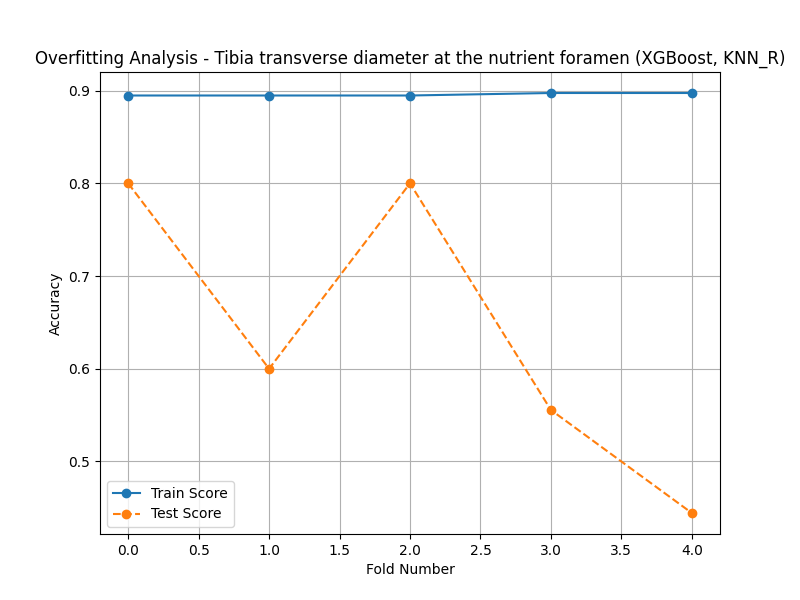 Overfitting Analysis - Tibia transverse diameter at the nutrient foramen (XGBoost, KNN_R)
0.9
0.8
0.7
0.6
0.5
Accuracy
Train Score
Test Score
0.0 0.5 1.0 1.5 2.0 2.5 3.0 3.5 4.0
Fold Number